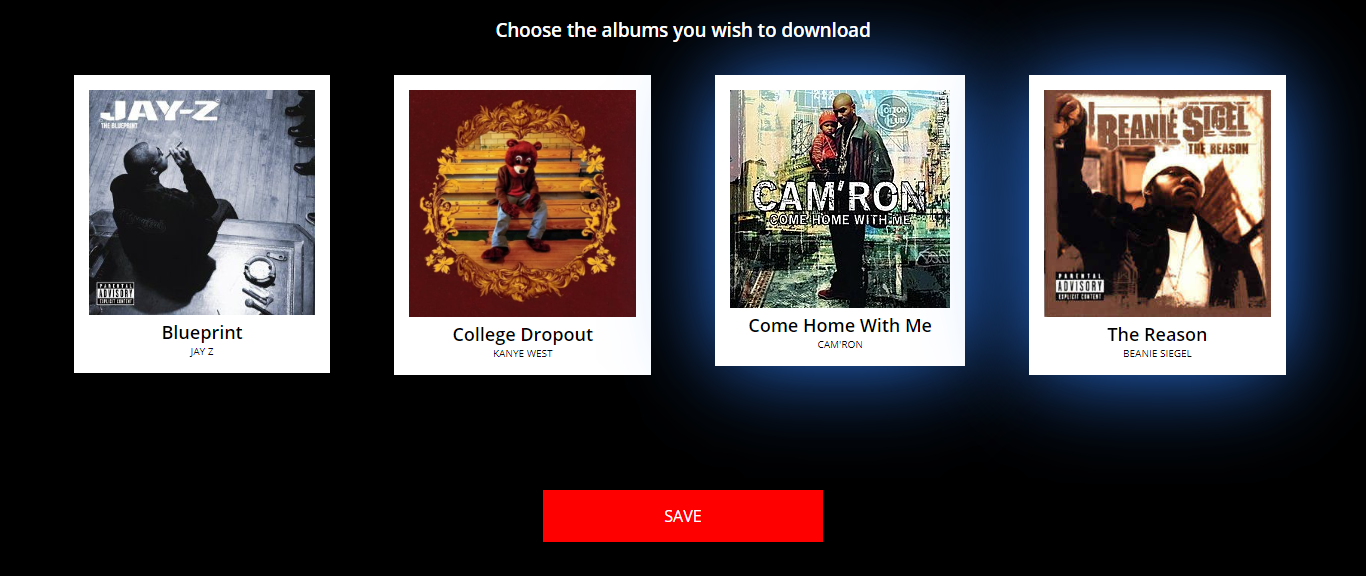 Choose the albums you wish to download
JAY-Z
THE BLUEPRINT
PARENTAL
ADVISORY
EXPLICIT CONTENT
Blueprint
JAY Z
College Dropout
KANYE WEST
COTTON
CLUB
CAM'RON
COME HOME WITH ME
Come Home With Me
CAM'RON
BEANIE SIGEL
THE REASON
PARENTAL
ADVISORY
EXPLICIT CONTENT
The Reason
BEANIE SIEGEL
SAVE